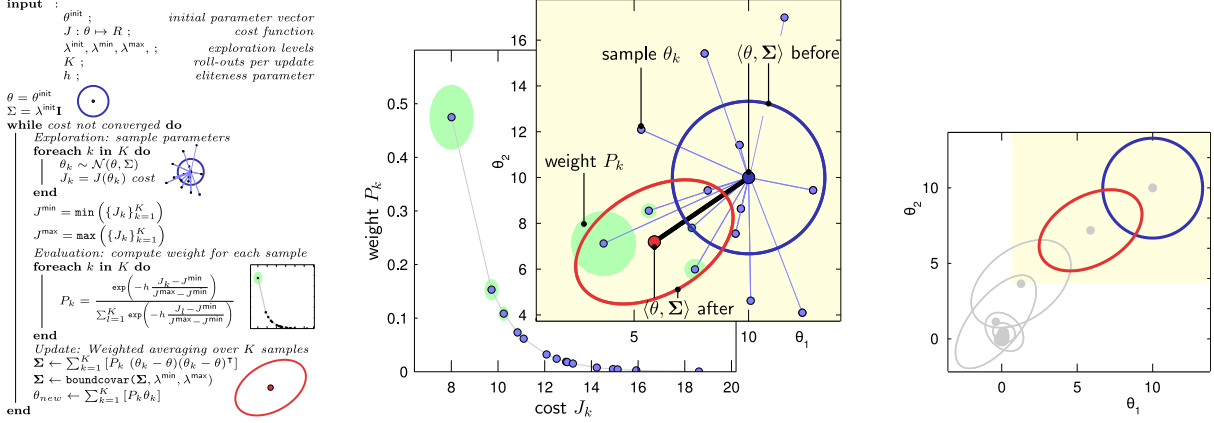 input :
θ^init ; initial parameter vector
J : θ ↦ R ; cost function
λ^init, λ^min, λ^max, ; exploration levels
K ; roll-outs per update
h ; eliteness parameter
θ = θ^init
Σ = λ^init I
while cost not converged do
Exploration: sample parameters
foreach k in K do
θ_k ∼ N(θ, Σ)
J_k = J(θ_k) cost
end
J^min = min ({J_k}_{k=1}^K)
J^max = max ({J_k}_{k=1}^K)
Evaluation: compute weight for each sample
foreach k in K do
P_k = exp(−h (J_k − J^min)/(J^max − J^min)) / Σ_{l=1}^K exp(−h (J_l − J^min)/(J^max − J^min))
end
Update: Weighted averaging over K samples
Σ ← Σ_{k=1}^K [P_k (θ_k − θ)(θ_k − θ)^⊺]
Σ ← boundcovar(Σ, λ^min, λ^max)
θ_new ← Σ_{k=1}^K [P_k θ_k]
end
weight P_k
0.5
0.4
0.3
0.2
0.1
0
8 10 12 14 16 18 20
cost J_k
θ_2
16
14
12
10
8
6
4
5 10
θ_1
sample θ_k
⟨θ, Σ⟩ before
weight P_k
⟨θ, Σ⟩ after
θ_2
10
5
0
0 5 10
θ_1